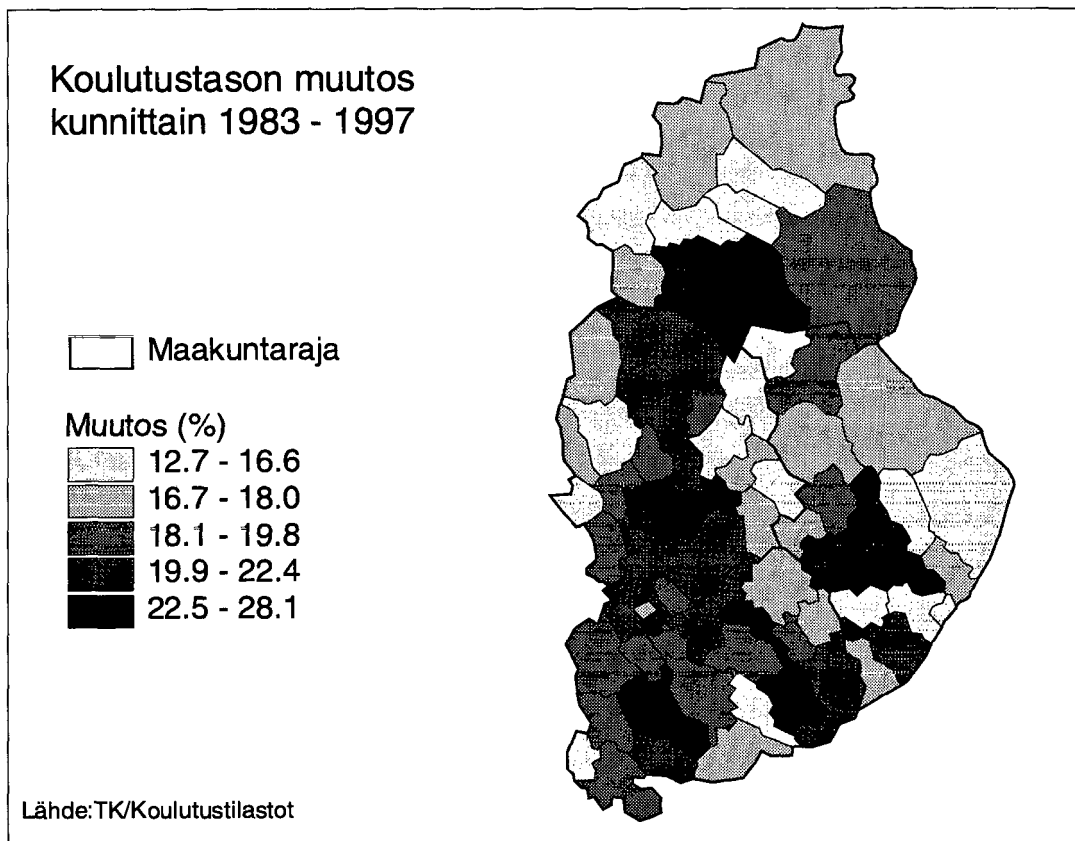 Koulutustason muutos
kunnittain 1983 - 1997
Maakuntaraja
Muutos (%)
12.7 - 16.6
16.7 - 18.0
18.1 - 19.8
19.9 - 22.4
22.5 - 28.1
Lähde:TK/Koulutustilastot